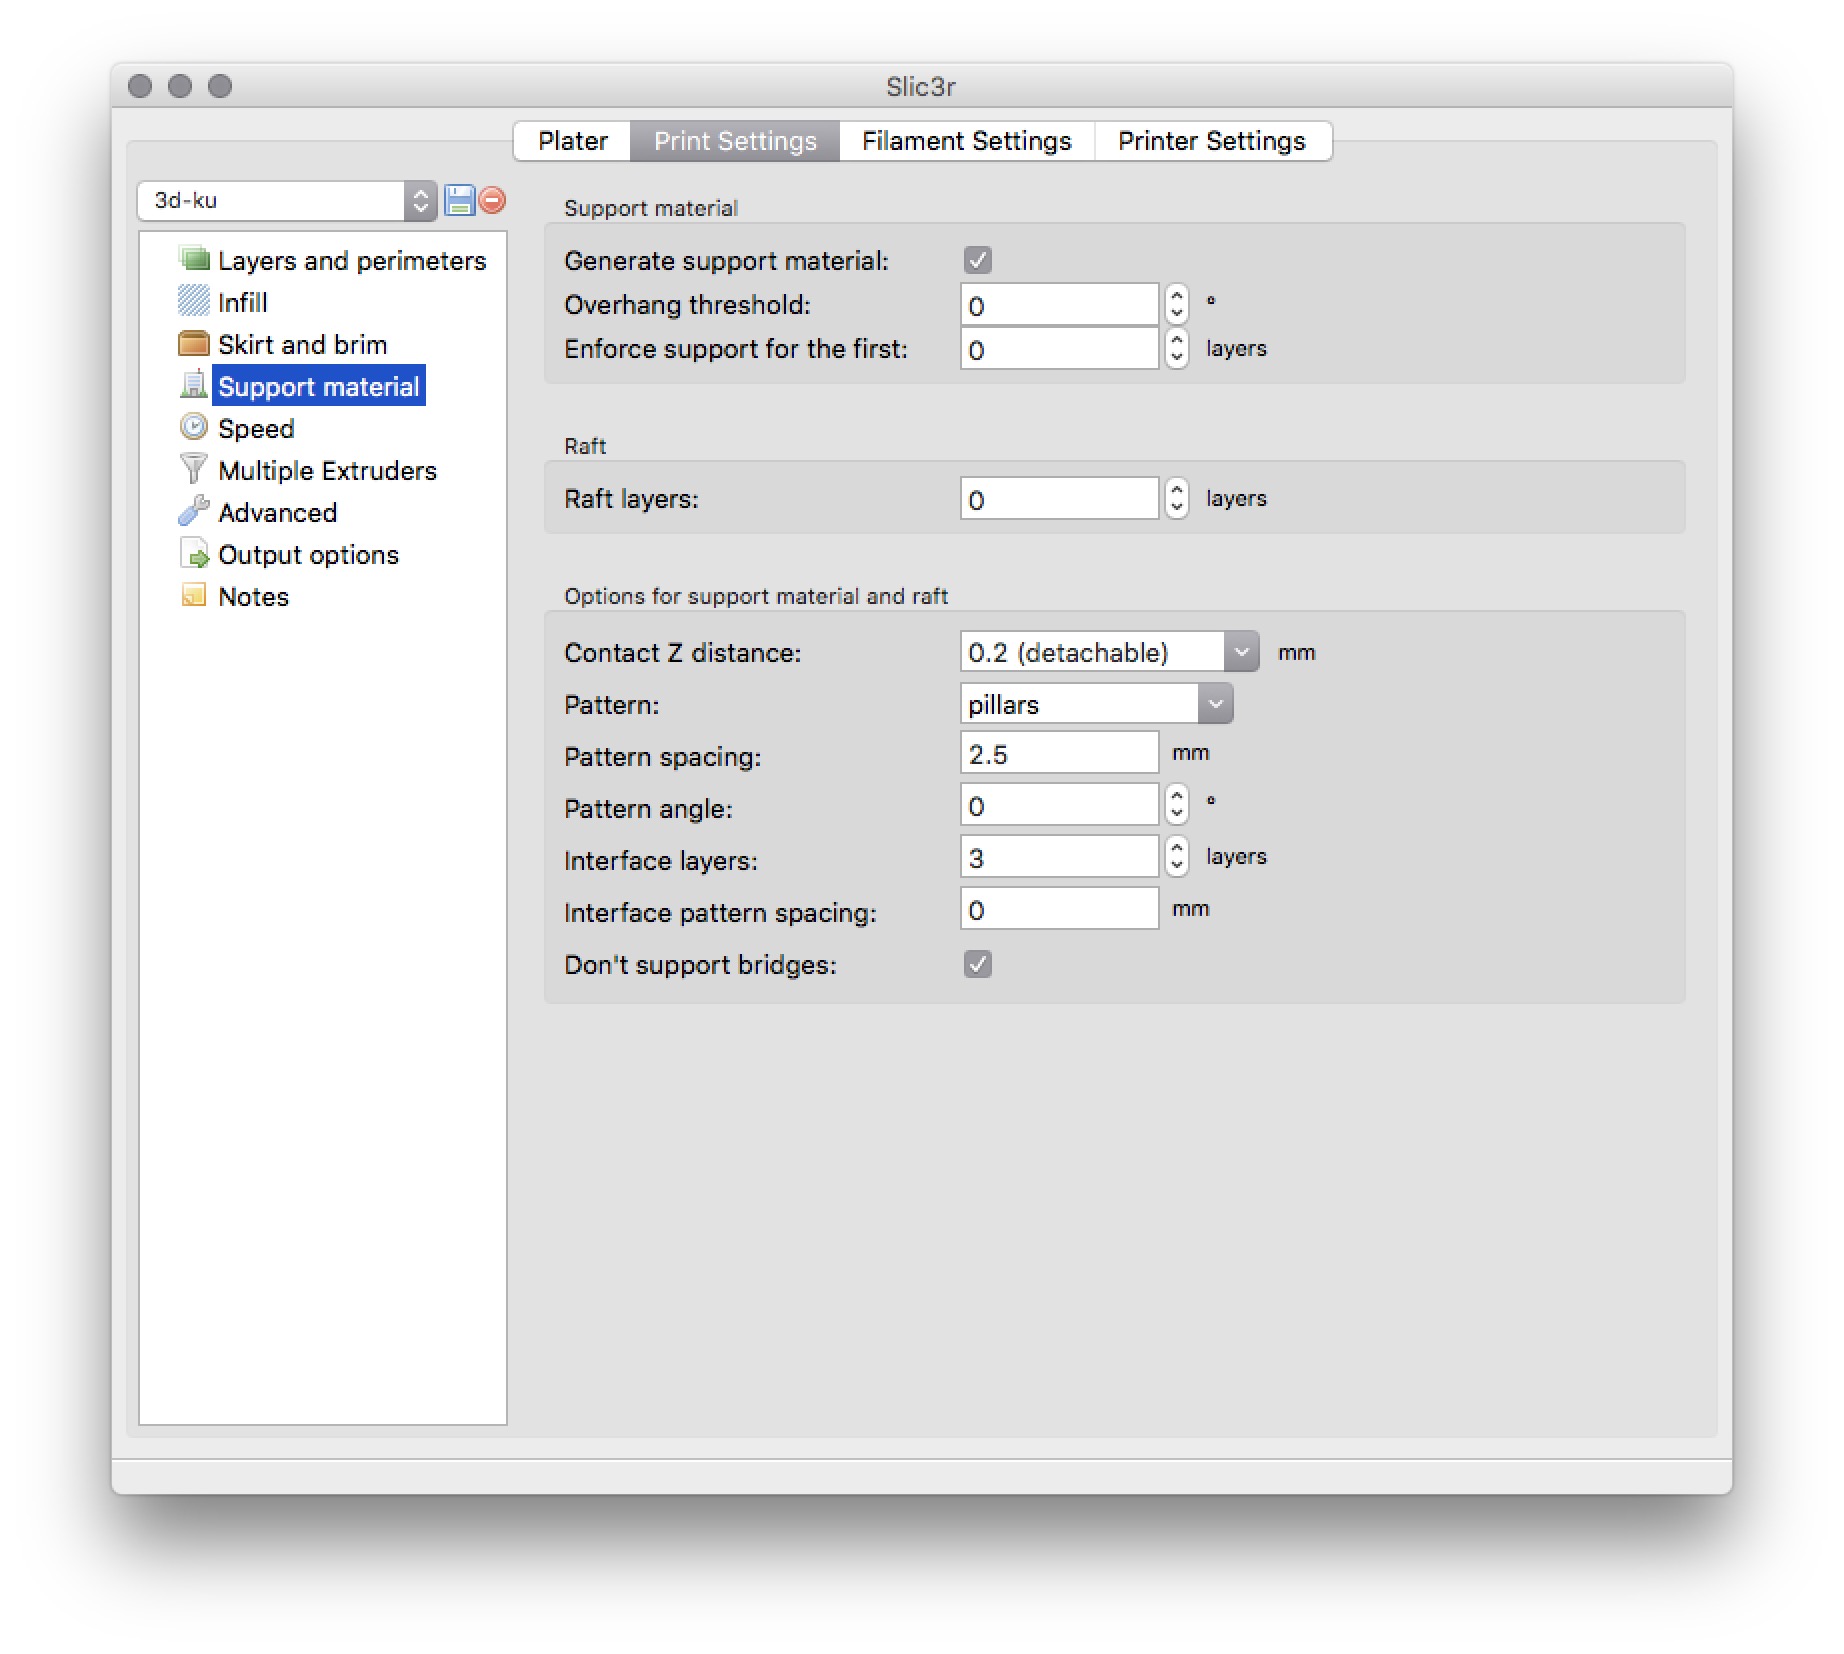 Slic3r
Plater Print Settings Filament Settings Printer Settings
3d-ku
Layers and perimeters
Infill
Skirt and brim
Support material
Speed
Multiple Extruders
Advanced
Output options
Notes
Support material
Generate support material:
Overhang threshold: 0 °
Enforce support for the first: 0 layers
Raft
Raft layers: 0 layers
Options for support material and raft
Contact Z distance: 0.2 (detachable) mm
Pattern: pillars
Pattern spacing: 2.5 mm
Pattern angle: 0 °
Interface layers: 3 layers
Interface pattern spacing: 0 mm
Don't support bridges: